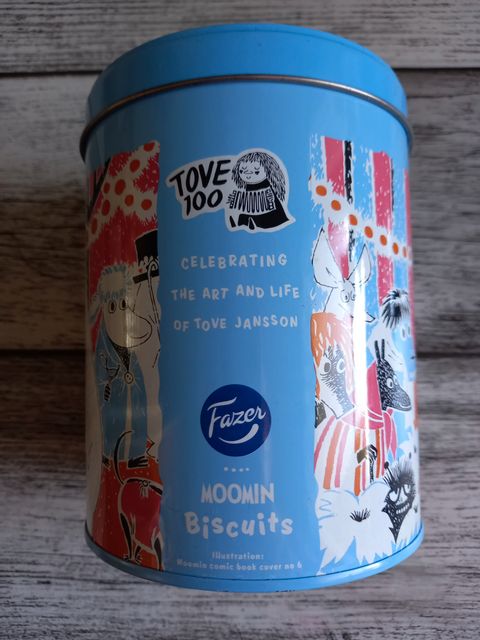 TOVE
100
CELEBRATING
THE ART AND LIFE
OF TOVE JANSSON
Fazer
MOOMIN
Biscuits
Illustration:
Moomin comic book cover no 6